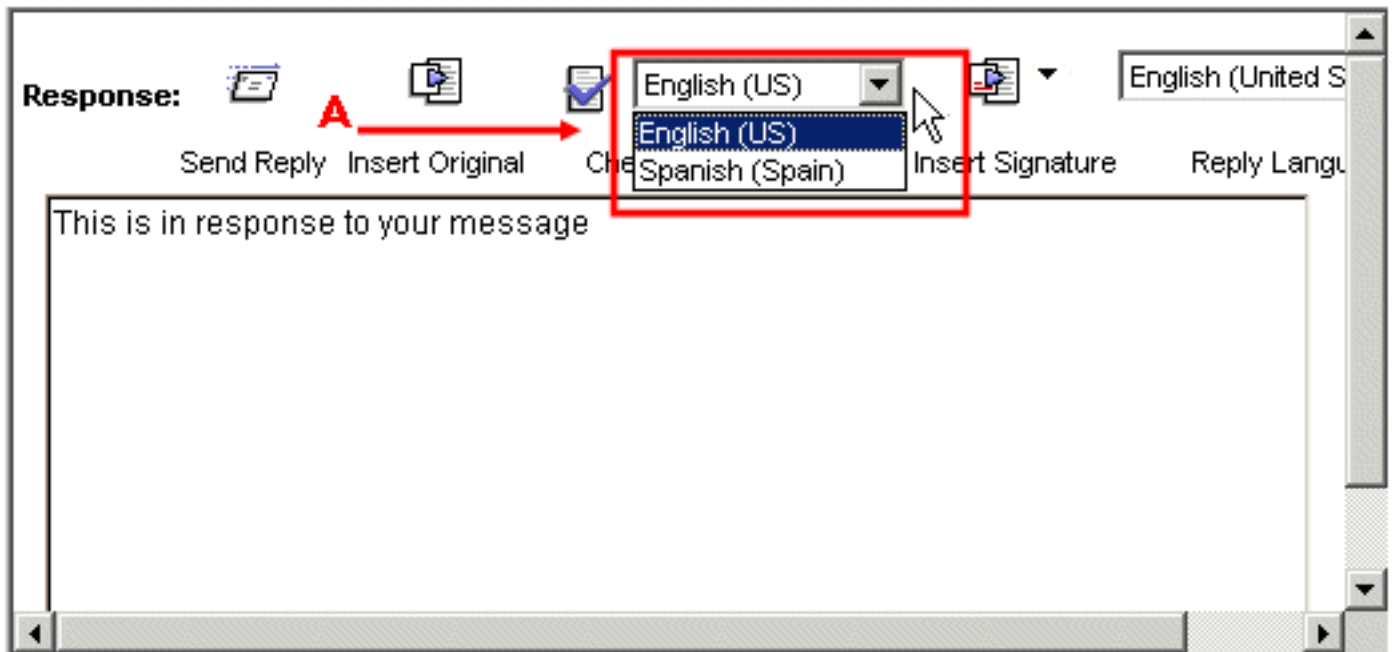 English (US)
English (United S
Response:
A
English (US)
Send Reply Insert Original Che Spanish (Spain) Insert Signature Reply Langu
This is in response to your message